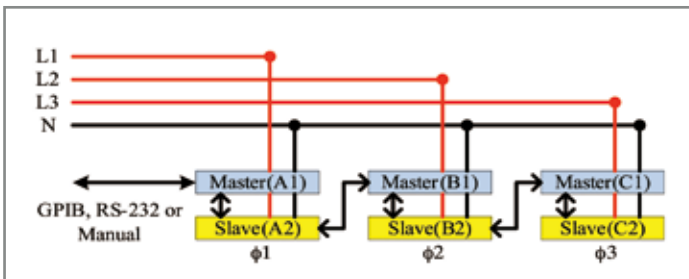 L1
L2
L3
N
Master(A1) Master(B1) Master(C1)
GPIB, RS-232 or
Manual
Slave(A2) Slave(B2) Slave(C2)
ϕ1 ϕ2 ϕ3